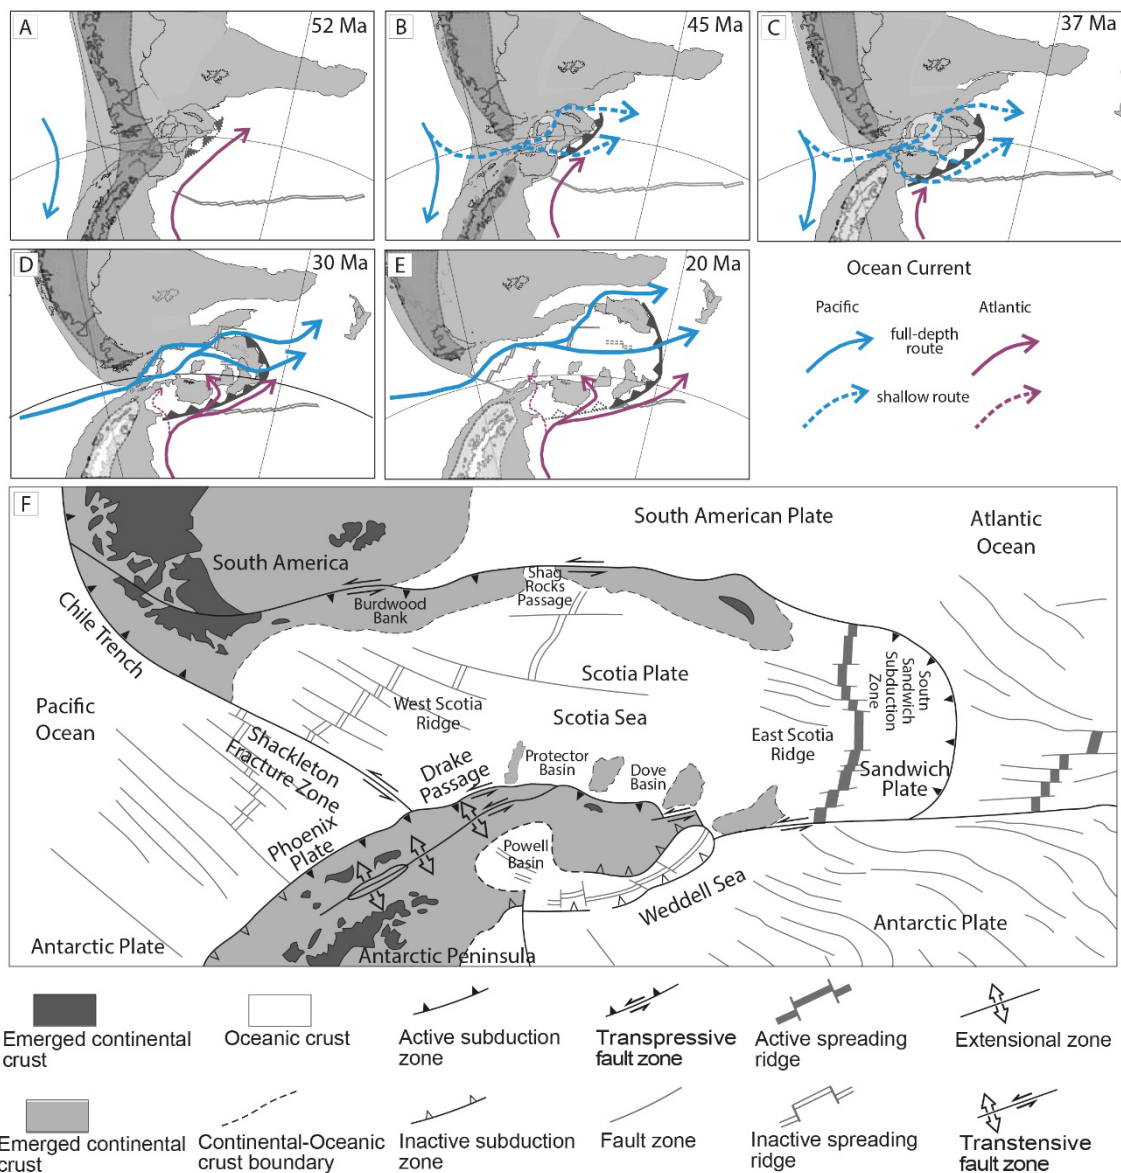 A
52 Ma
B
45 Ma
C
37 Ma
D
30 Ma
E
20 Ma
Ocean Current
Pacific
Atlantic
full-depth
route
shallow route
F
South American Plate
Atlantic
Ocean
South America
Shag
Rocks
Passage
Burdwood
Bank
Chile Trench
Scotia Plate
Soutn
Sandwich
Subduction
Zone
Pacific
Ocean
West Scotia
Ridge
Scotia Sea
East Scotia
Ridge
Shackleton
Fracture Zone
Drake
Passage
Protector
Basin
Dove
Basin
Sandwich
Plate
Phoenix
Plate
Powell
Basin
Weddell Sea
Antarctic Plate
Antarctic Peninsula
Antarctic Plate
Emerged continental
crust
Oceanic crust
Active subduction
zone
Transpressive
fault zone
Active spreading
ridge
Extensional zone
Emerged continental
crust
Continental-Oceanic
crust boundary
Inactive subduction
zone
Fault zone
Inactive spreading
ridge
Transtensive
fault zone